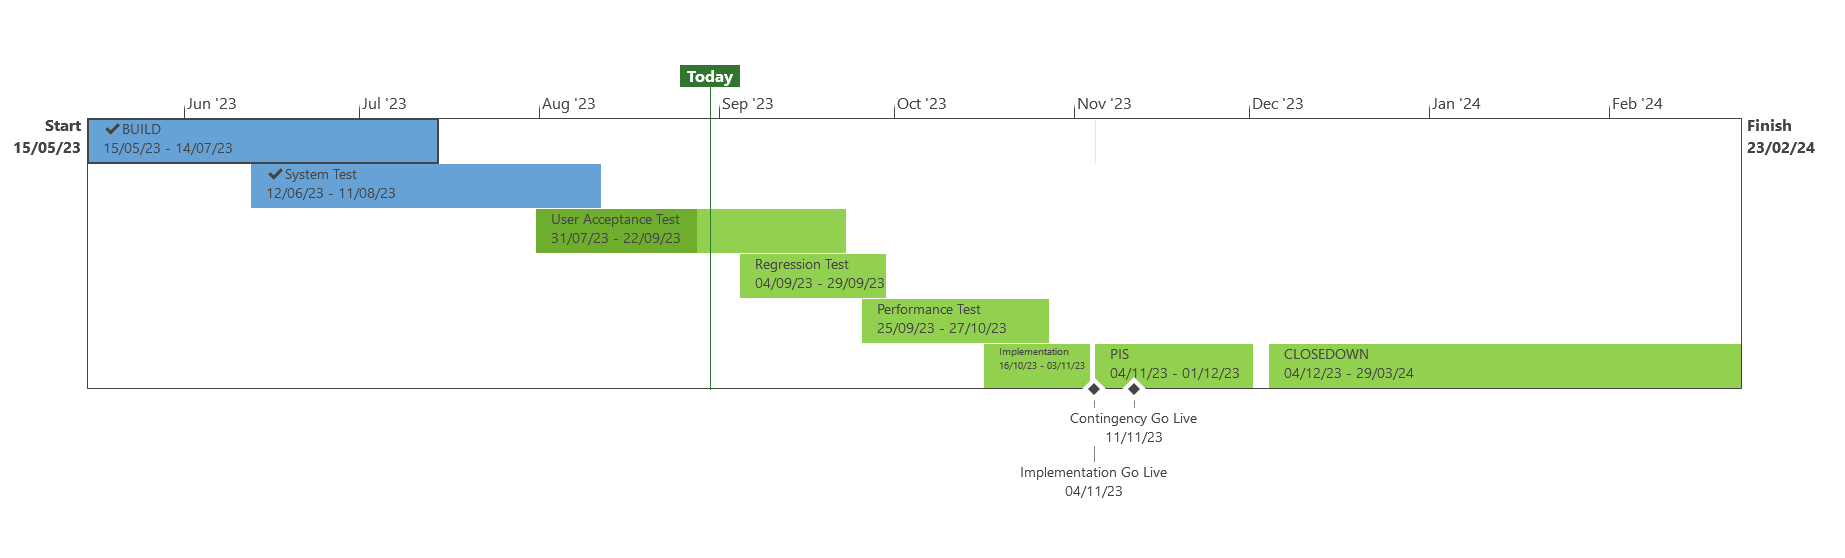 Today
Jun '23
Jul '23
Aug '23
Sep '23
Oct '23
Nov '23
Dec '23
Jan '24
Feb '24
Start
15/05/23
Finish
23/02/24
BUILD
15/05/23 - 14/07/23
System Test
12/06/23 - 11/08/23
User Acceptance Test
31/07/23 - 22/09/23
Regression Test
04/09/23 - 29/09/23
Performance Test
25/09/23 - 27/10/23
Implementation
16/10/23 - 03/11/23
PIS
04/11/23 - 01/12/23
CLOSEDOWN
04/12/23 - 29/03/24
Contingency Go Live
11/11/23
Implementation Go Live
04/11/23